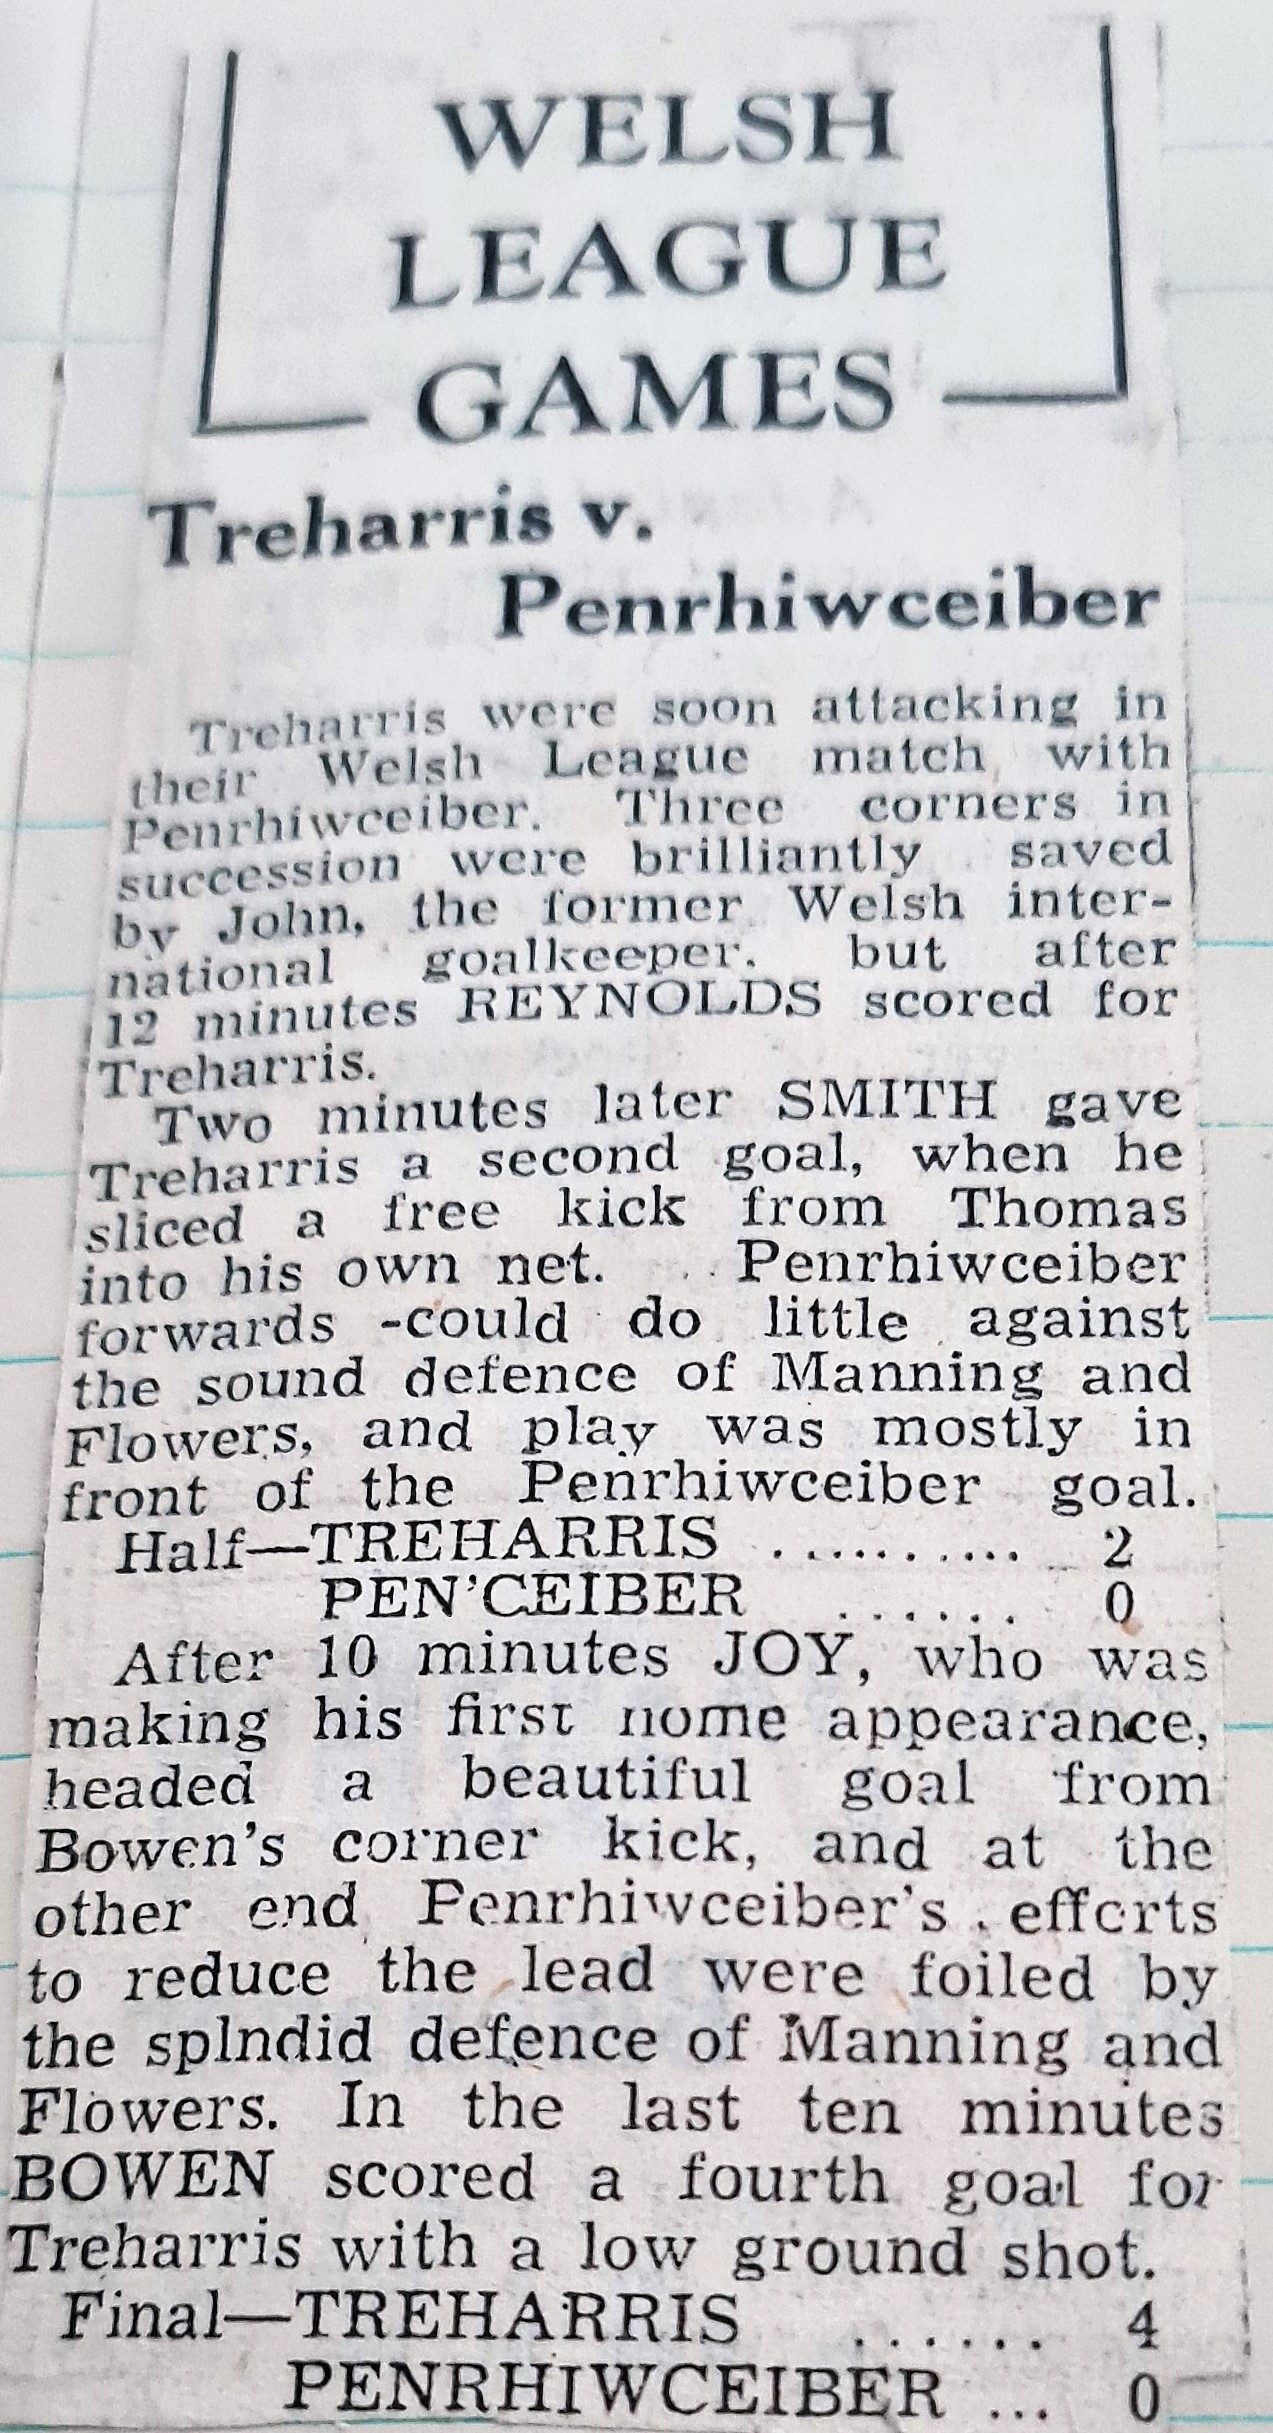 WELSH
LEAGUE
GAMES
Treharris v.
Penrhiwceiber
Treharris were soon attacking in
their Welsh League match with
Penrhiwceiber. Three corners in
succession were brilliantly saved
by John, the former Welsh inter-
national goalkeeper, but after
12 minutes REYNOLDS scored for
Treharris.
Two minutes later SMITH gave
Treharris a second goal, when he
sliced a free kick from Thomas
into his own net. Penrhiwceiber
forwards -could do little against
the sound defence of Manning and
Flowers, and play was mostly in
front of the Penrhiwceiber goal.
Half—TREHARRIS .......... 2
PEN'CEIBER ...... 0
After 10 minutes JOY, who was
making his first home appearance,
headed a beautiful goal from
Bowen's corner kick, and at the
other end Penrhiwceiber's efforts
to reduce the lead were foiled by
the splndid defence of Manning and
Flowers. In the last ten minutes
BOWEN scored a fourth goal for
Treharris with a low ground shot.
Final—TREHARRIS ...... 4
PENRHIWCEIBER ... 0